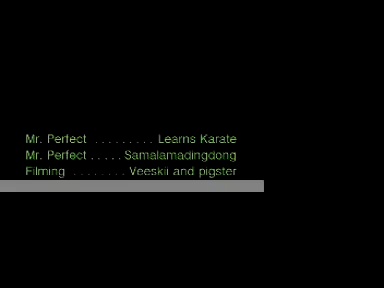 Mr. Perfect . . . . . . . . . Learns Karate
Mr. Perfect . . . . . Samalamadingdong
Filming . . . . . . . . Veeskii and pigster